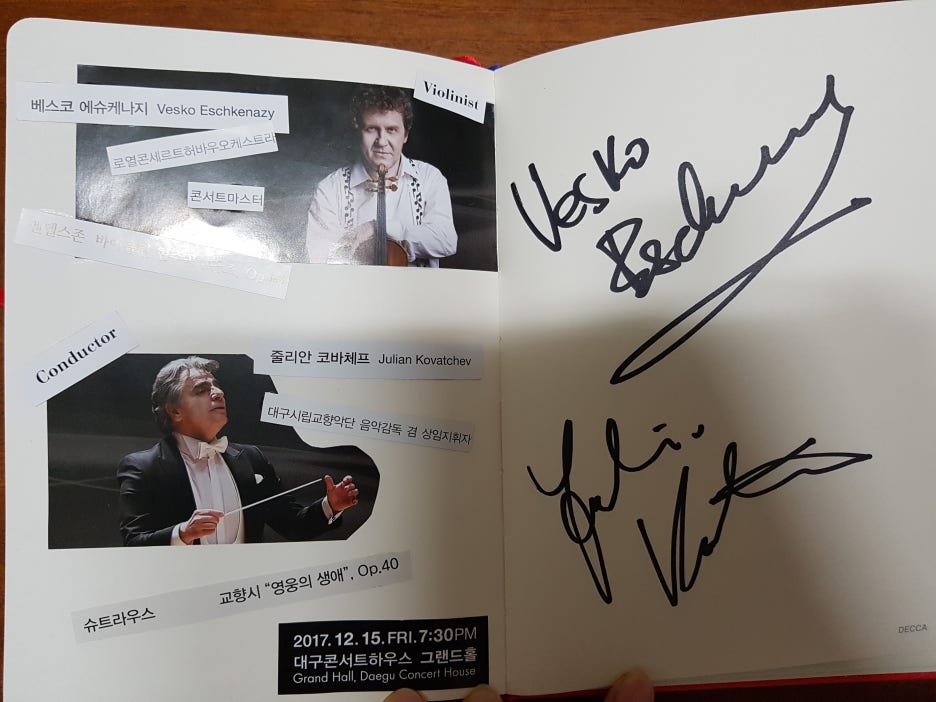 Violinist
베스코 에슈케나지 Vesko Eschkenazy
로열콘세르트허바우오케스트라
콘서트마스터
Conductor
줄리안 코바체프 Julian Kovatchev
대구시립교향악단 음악감독 겸 상임지휘자
슈트라우스 교향시 "영웅의 생애", Op.40
2017.12.15.FRI.7:30PM
대구콘서트하우스 그랜드홀
Grand Hall, Daegu Concert House
Vesko
DECCA